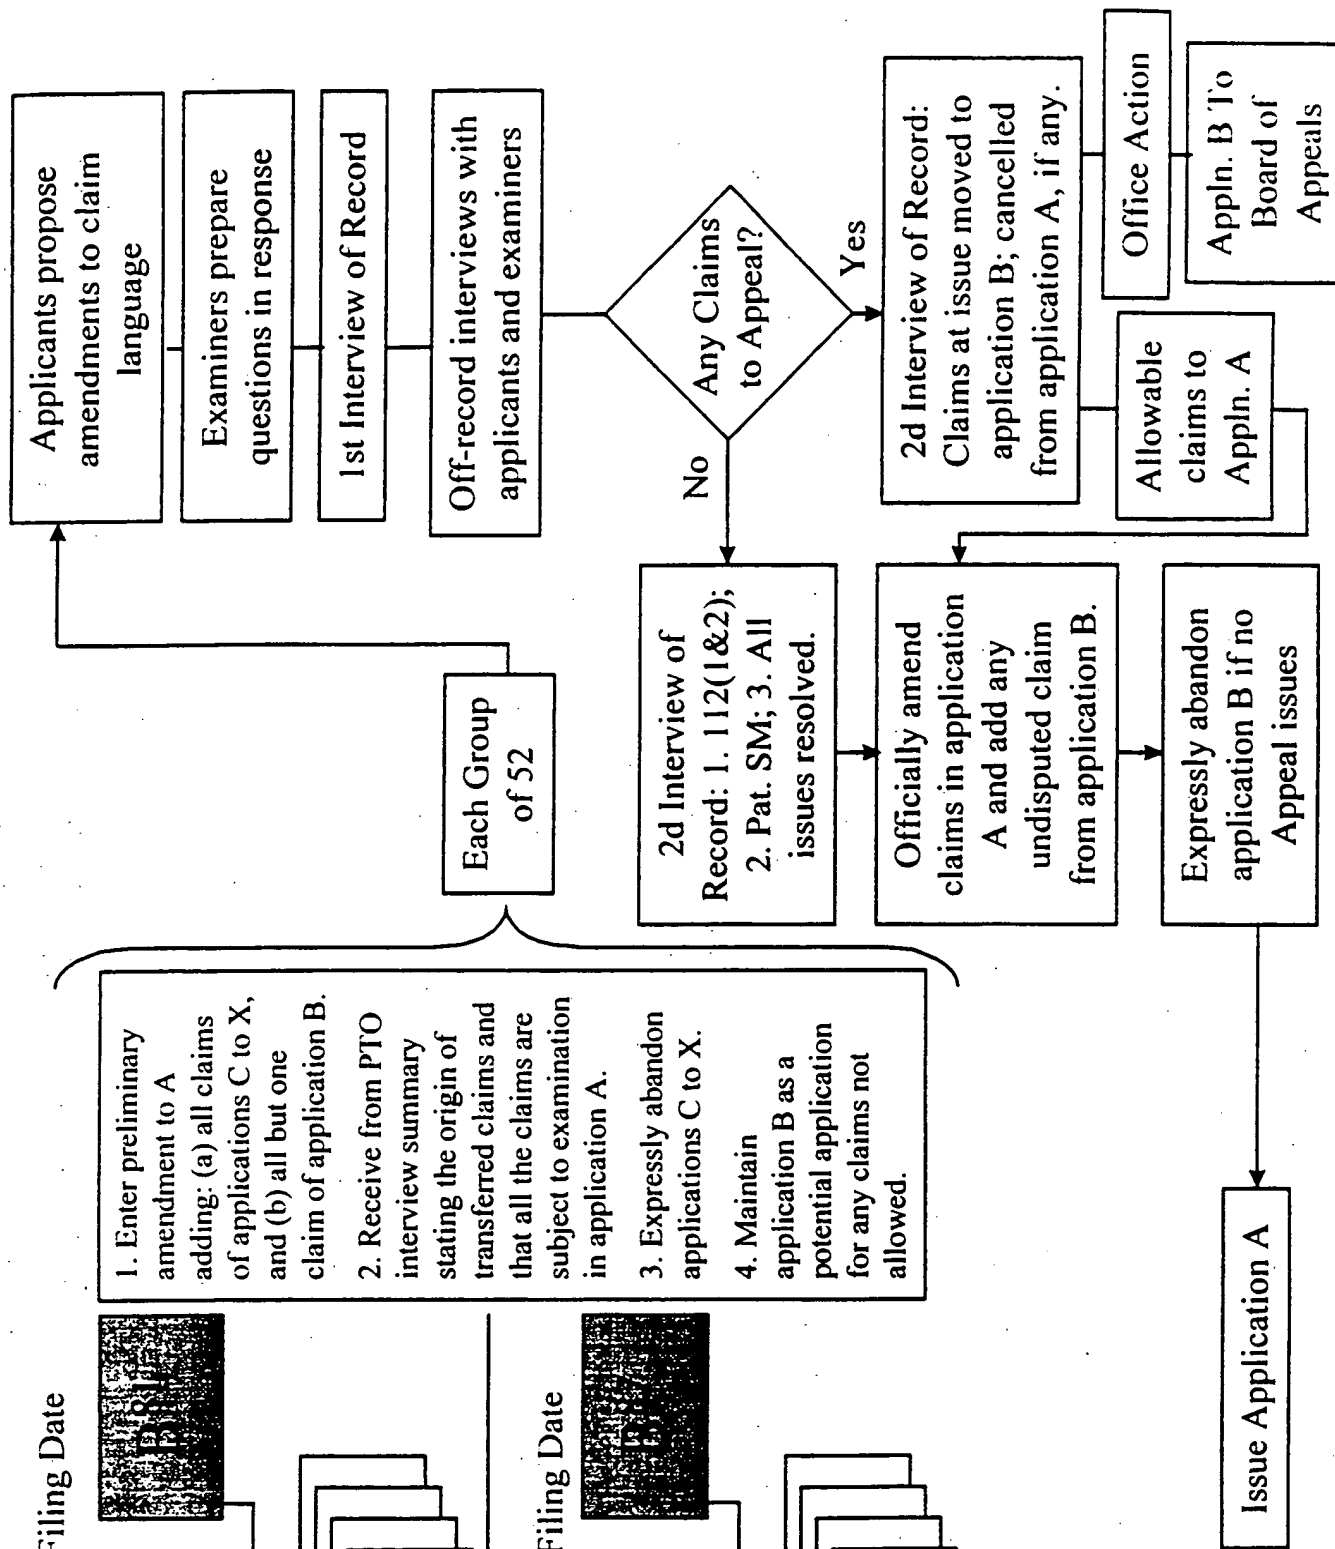 Filing Date
Filing Date
1. Enter preliminary
amendment to A
adding: (a) all claims
of applications C to X,
and (b) all but one
claim of application B.
2. Receive from PTO
interview summary
stating the origin of
transferred claims and
that all the claims are
subject to examination
in application A.
3. Expressly abandon
applications C to X.
4. Maintain
application B as a
potential application
for any claims not
allowed.
Each Group
of 52
Applicants propose
amendments to claim
language
Examiners prepare
questions in response
1st Interview of Record
Off-record interviews with
applicants and examiners
Any Claims
to Appeal?
No
Yes
2d Interview of
Record: 1. 112(1&2);
2. Pat. SM; 3. All
issues resolved.
2d Interview of Record:
Claims at issue moved to
application B; cancelled
from application A, if any.
Office Action
Appln. B To
Board of
Appeals
Allowable
claims to
Appln. A
Officially amend
claims in application
A and add any
undisputed claim
from application B.
Expressly abandon
application B if no
Appeal issues
Issue Application A